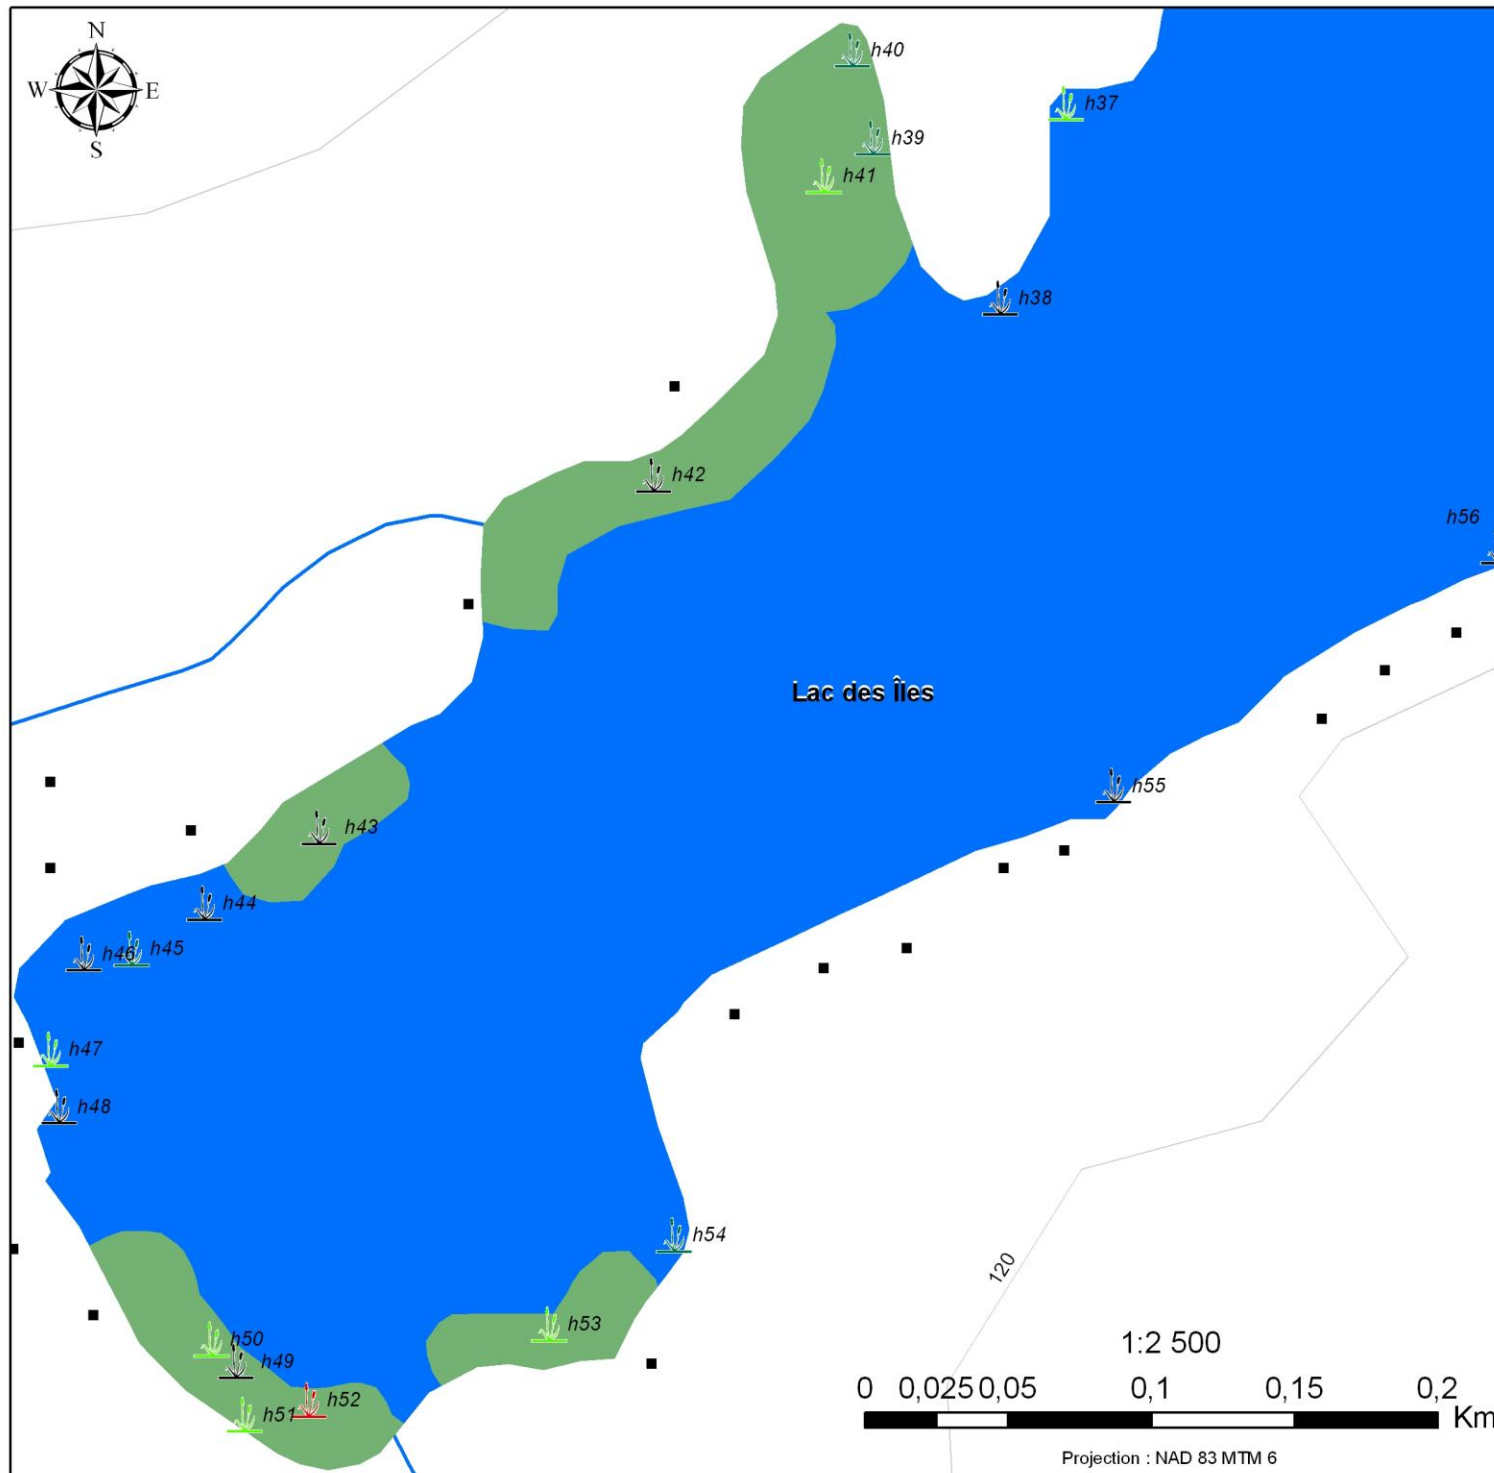 N
W E
S
h40
h37
h39
h41
h38
h42
h56
Lac des Îles
h55
h43
h44
h46 h45
h47
h48
h54
120
h53
h50
h49
h52
h51
1:2 500
0 0,025 0,05 0,1 0,15 0,2
Km
Projection : NAD 83 MTM 6